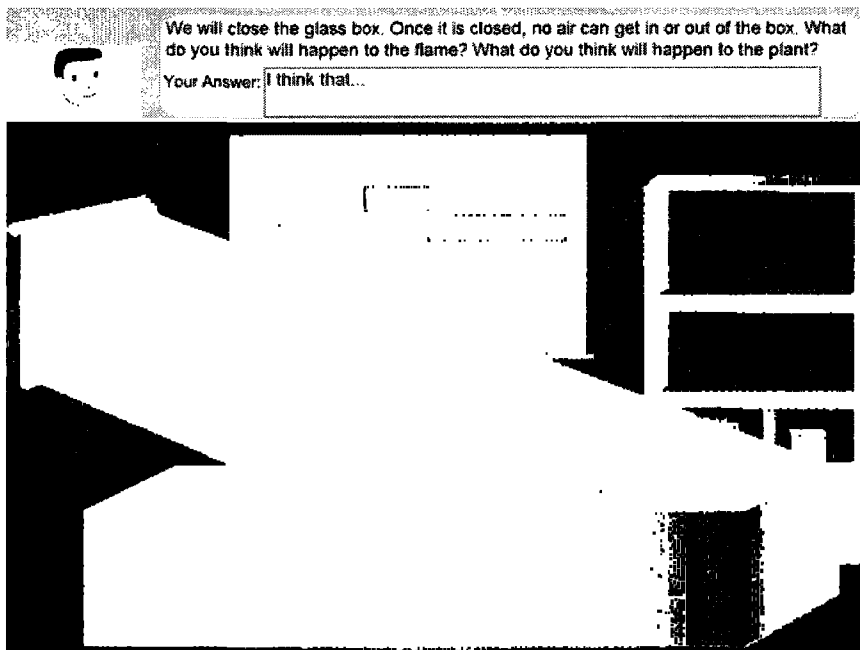 We will close the glass box. Once it is closed, no air can get in or out of the box. What
do you think will happen to the flame? What do you think will happen to the plant?
Your Answer: I think that...